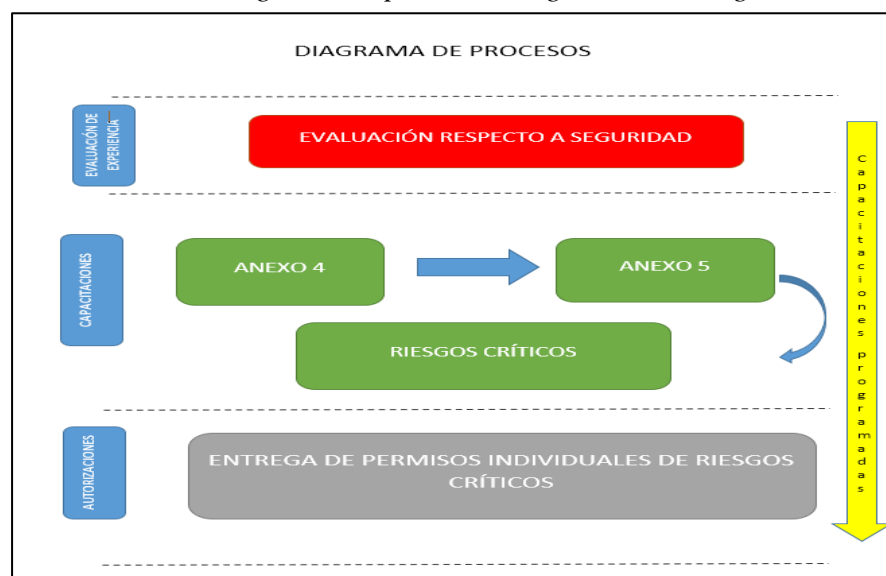 DIAGRAMA DE PROCESOS
EVALUACIÓN DE
EXPERIENCIA
EVALUACIÓN RESPECTO A SEGURIDAD
CAPACITACIONES
ANEXO 4
ANEXO 5
RIESGOS CRÍTICOS
AUTORIZACIONES
ENTREGA DE PERMISOS INDIVIDUALES DE RIESGOS
CRÍTICOS
Capacitaciones programadas